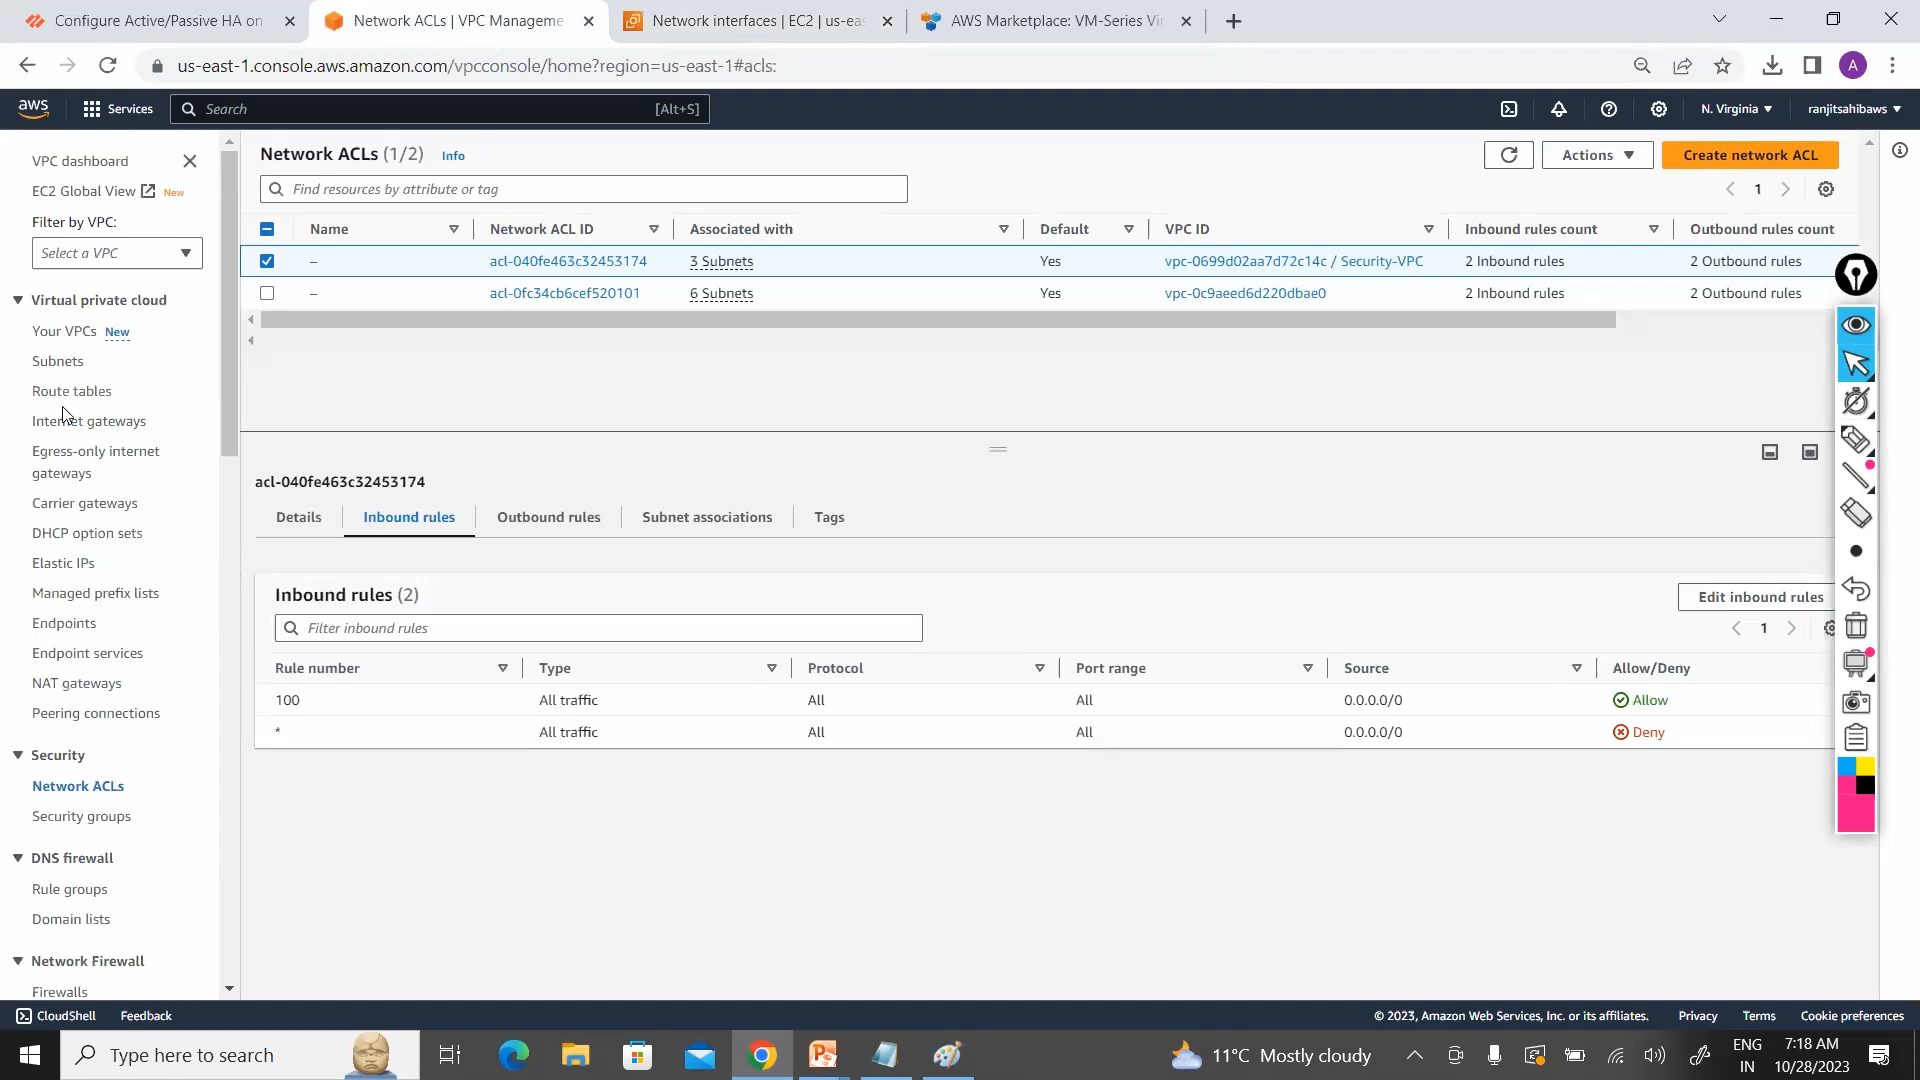 Configure Active/Passive HA on
Network ACLs | VPC Manageme
Network interfaces | EC2 | us-eas
AWS Marketplace: VM-Series Vir
us-east-1.console.aws.amazon.com/vpcconsole/home?region=us-east-1#acls:
A
aws
Services
Search
[Alt+S]
N. Virginia
ranjitsahibaws
VPC dashboard
EC2 Global View
New
Filter by VPC:
Select a VPC
Virtual private cloud
Your VPCs New
Subnets
Route tables
Internet gateways
Egress-only internet
gateways
Carrier gateways
DHCP option sets
Elastic IPs
Managed prefix lists
Endpoints
Endpoint services
NAT gateways
Peering connections
Security
Network ACLs
Security groups
DNS firewall
Rule groups
Domain lists
Network Firewall
Firewalls
Network ACLs (1/2) Info
Actions
Create network ACL
Find resources by attribute or tag
1
Name Network ACL ID Associated with Default VPC ID Inbound rules count Outbound rules count
– acl-040fe463c32453174 3 Subnets Yes vpc-0699d02aa7d72c14c / Security-VPC 2 Inbound rules 2 Outbound rules
– acl-0fc34cb6cef520101 6 Subnets Yes vpc-0c9aeed6d220dbae0 2 Inbound rules 2 Outbound rules
acl-040fe463c32453174
Details Inbound rules Outbound rules Subnet associations Tags
Inbound rules (2)
Edit inbound rules
Filter inbound rules
1
Rule number Type Protocol Port range Source Allow/Deny
100 All traffic All All 0.0.0.0/0 Allow
* All traffic All All 0.0.0.0/0 Deny
CloudShell Feedback © 2023, Amazon Web Services, Inc. or its affiliates. Privacy Terms Cookie preferences
Type here to search
11°C Mostly cloudy
ENG
IN
7:18 AM
10/28/2023